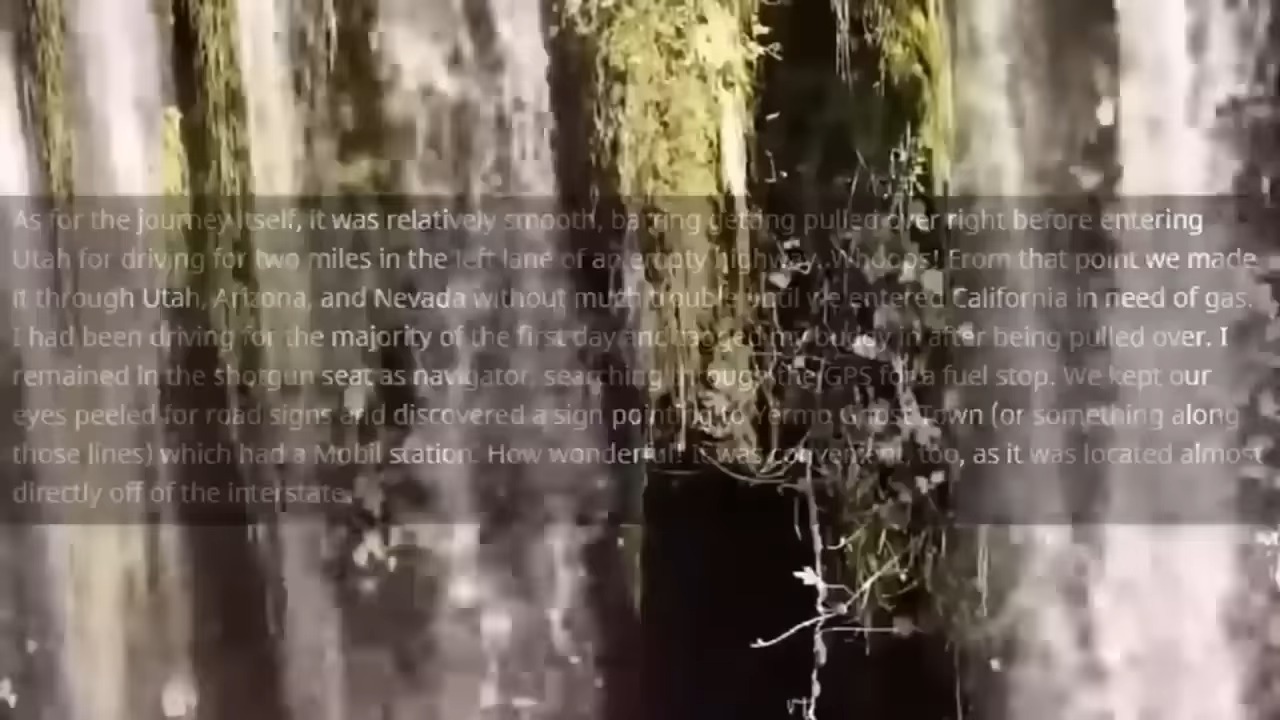 As for the journey itself, it was relatively smooth, barring getting pulled over right before entering
Utah for driving for two miles in the left lane of an empty highway. Whoops! From that point we made
it through Utah, Arizona, and Nevada without much trouble until we entered California in need of gas.
I had been driving for the majority of the first day and tagged my buddy in after being pulled over. I
remained in the shotgun seat as navigator, searching through the GPS for a fuel stop. We kept our
eyes peeled for road signs and discovered a sign pointing to Yermo Ghost Town (or something along
those lines) which had a Mobil station. How wonderful! It was convenient, too, as it was located almost
directly off of the interstate.